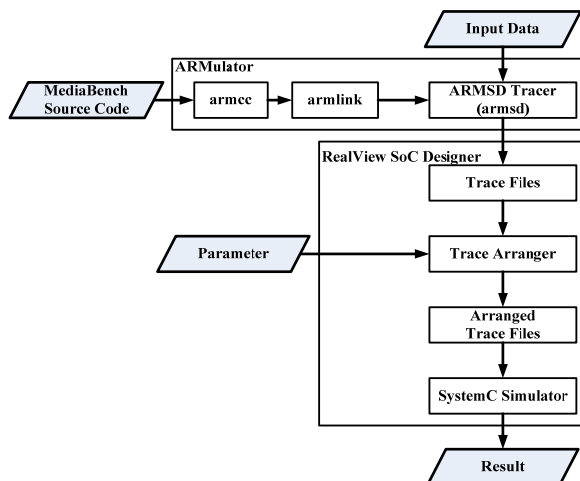 Input Data
ARMulator
MediaBench
Source Code
armcc
armlink
ARMSD Tracer
(armsd)
RealView SoC Designer
Trace Files
Parameter
Trace Arranger
Arranged
Trace Files
SystemC Simulator
Result